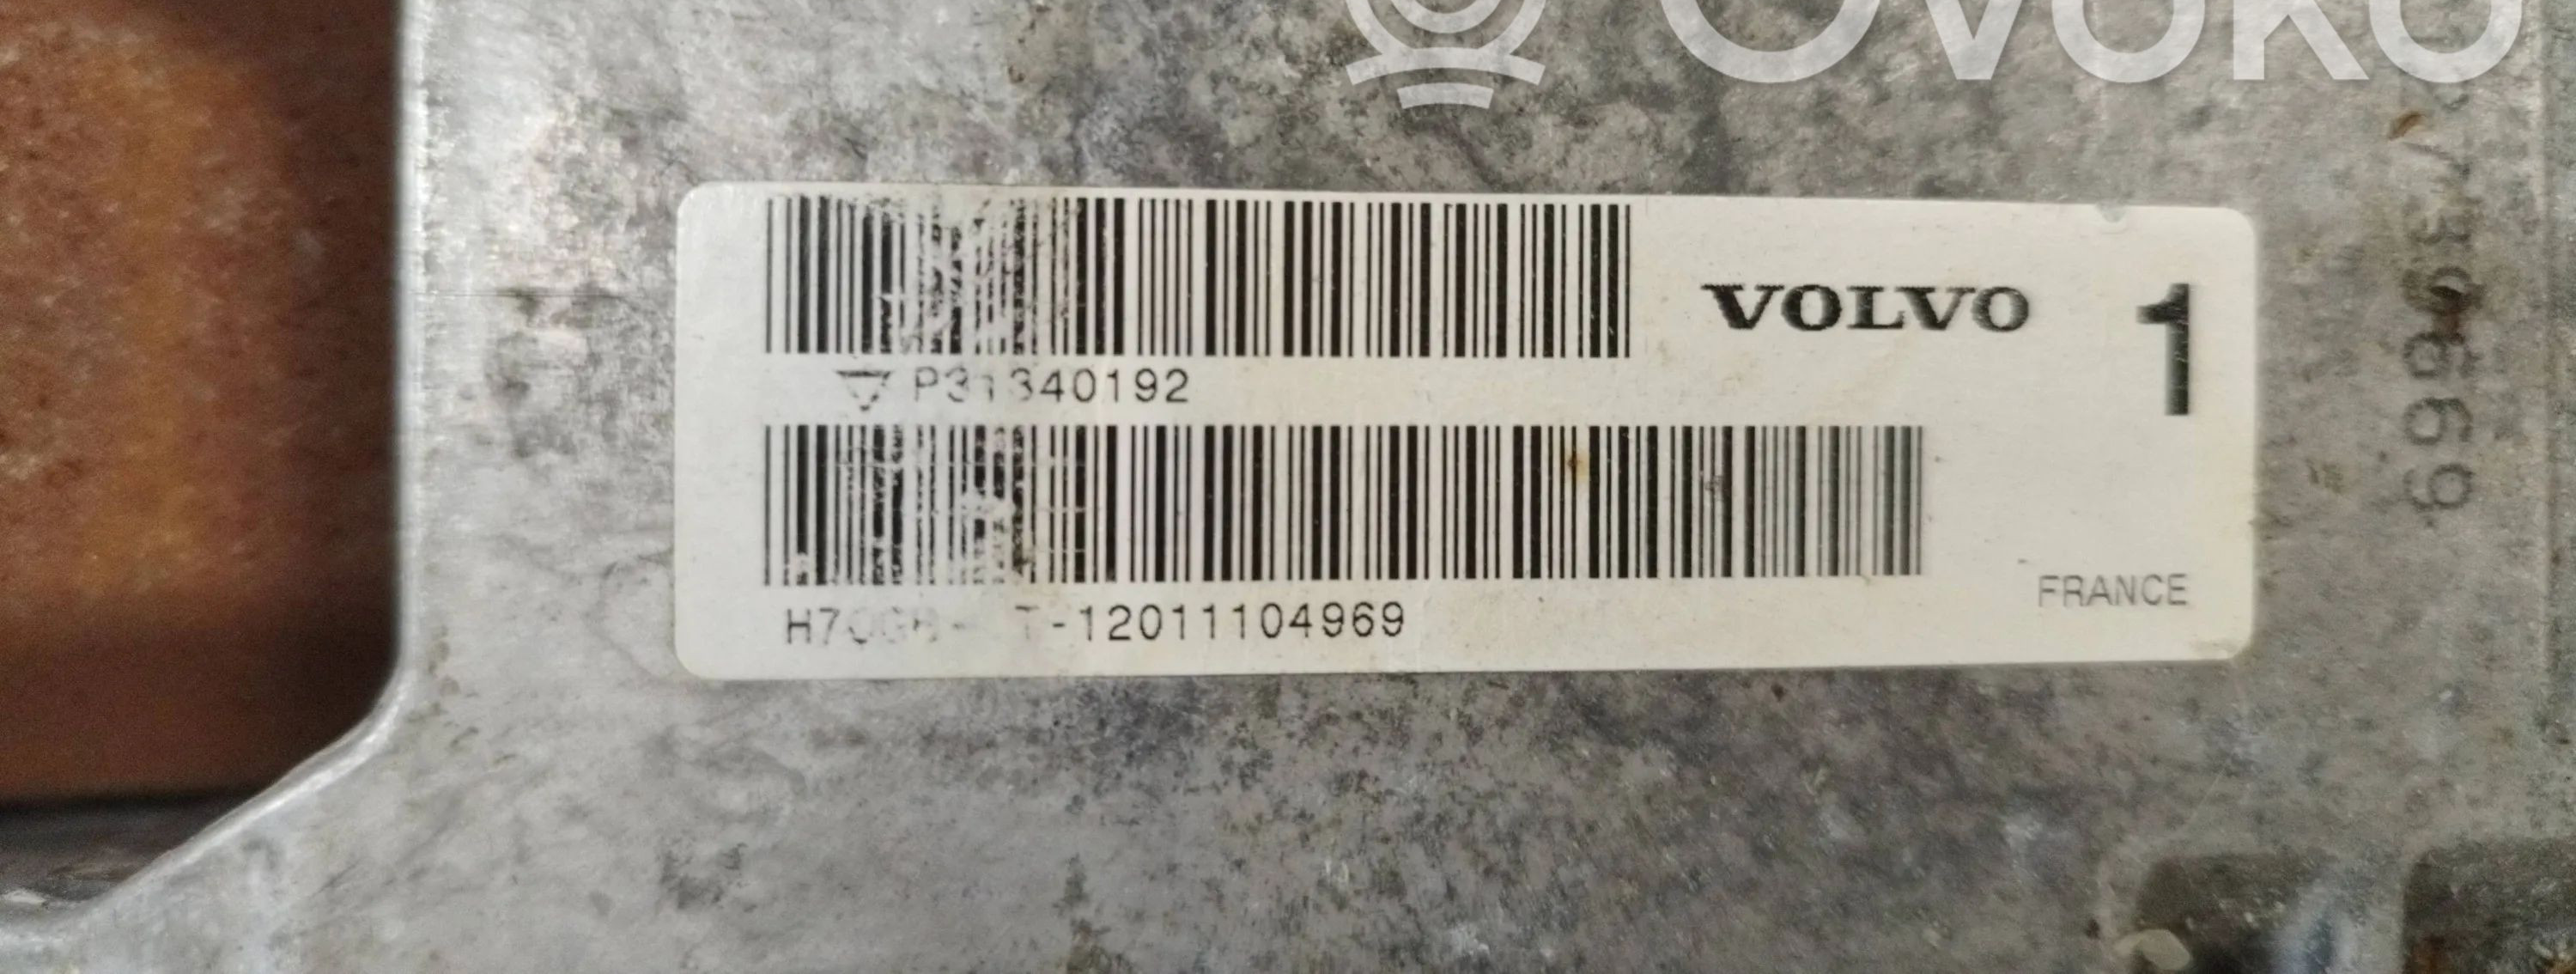 OVOKO
VOLVO 1
P31340192
-12011104969
FRANCE